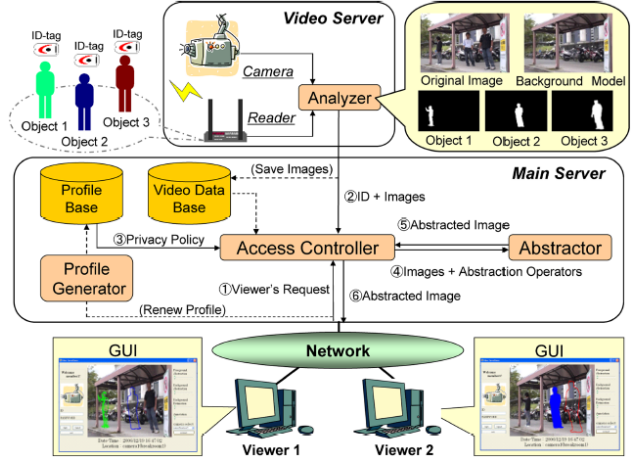 Video Server
ID-tag
ID-tag
ID-tag
Camera
Reader
Analyzer
Original Image
Background Model
Object 1
Object 2
Object 3
Object 1
Object 2
Object 3
Main Server
(Save Images)
Profile
Base
Video Data
Base
②ID + Images
③Privacy Policy
Access Controller
⑤Abstracted Image
Abstractor
④Images + Abstraction Operators
Profile
Generator
①Viewer's Request
(Renew Profile)
⑥Abstracted Image
Network
GUI
GUI
Viewer 1
Viewer 2